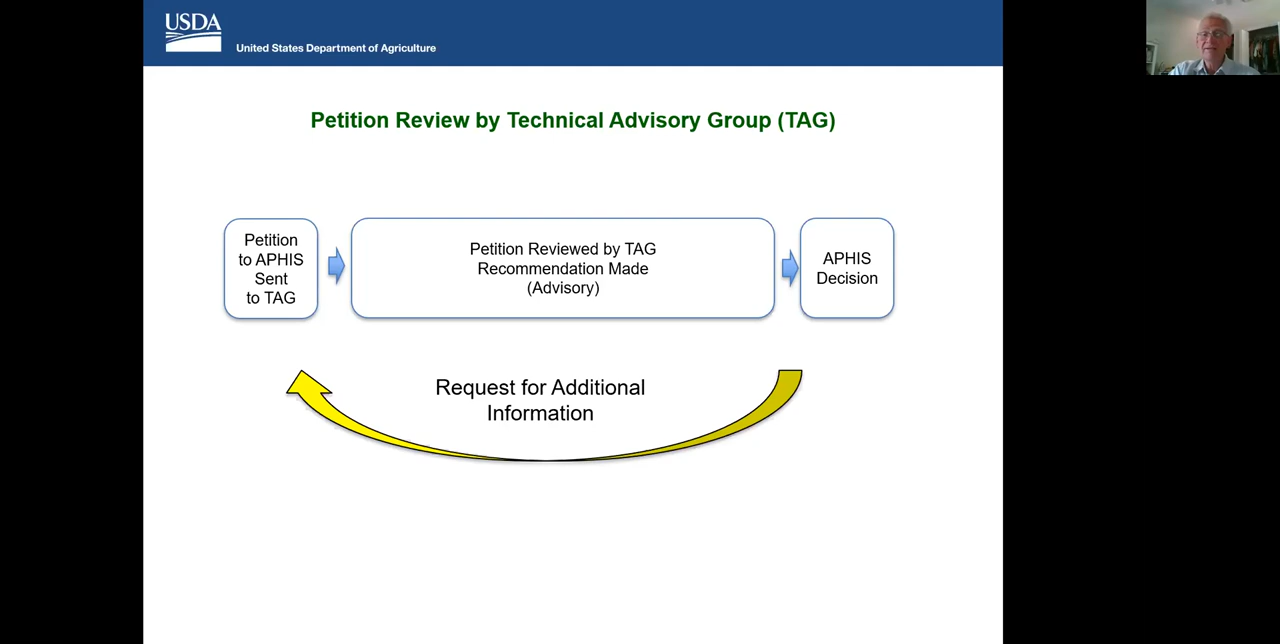 USDA
United States Department of Agriculture
Petition Review by Technical Advisory Group (TAG)
Petition
to APHIS
Sent
to TAG
Petition Reviewed by TAG
Recommendation Made
(Advisory)
APHIS
Decision
Request for Additional
Information